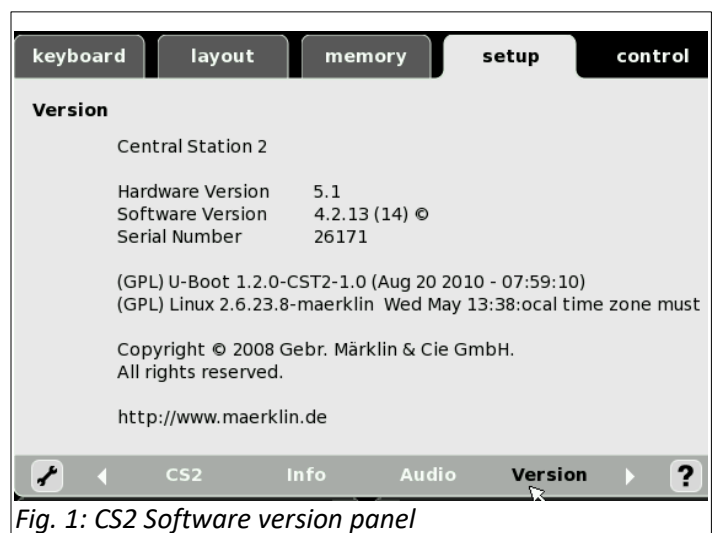 keyboard layout memory setup control
Version
Central Station 2
Hardware Version 5.1
Software Version 4.2.13 (14) ©
Serial Number 26171
(GPL) U-Boot 1.2.0-CST2-1.0 (Aug 20 2010 - 07:59:10)
(GPL) Linux 2.6.23.8-maerklin Wed May 13:38:ocal time zone must
Copyright © 2008 Gebr. Märklin & Cie GmbH.
All rights reserved.
http://www.maerklin.de
CS2 Info Audio Version ?
Fig. 1: CS2 Software version panel